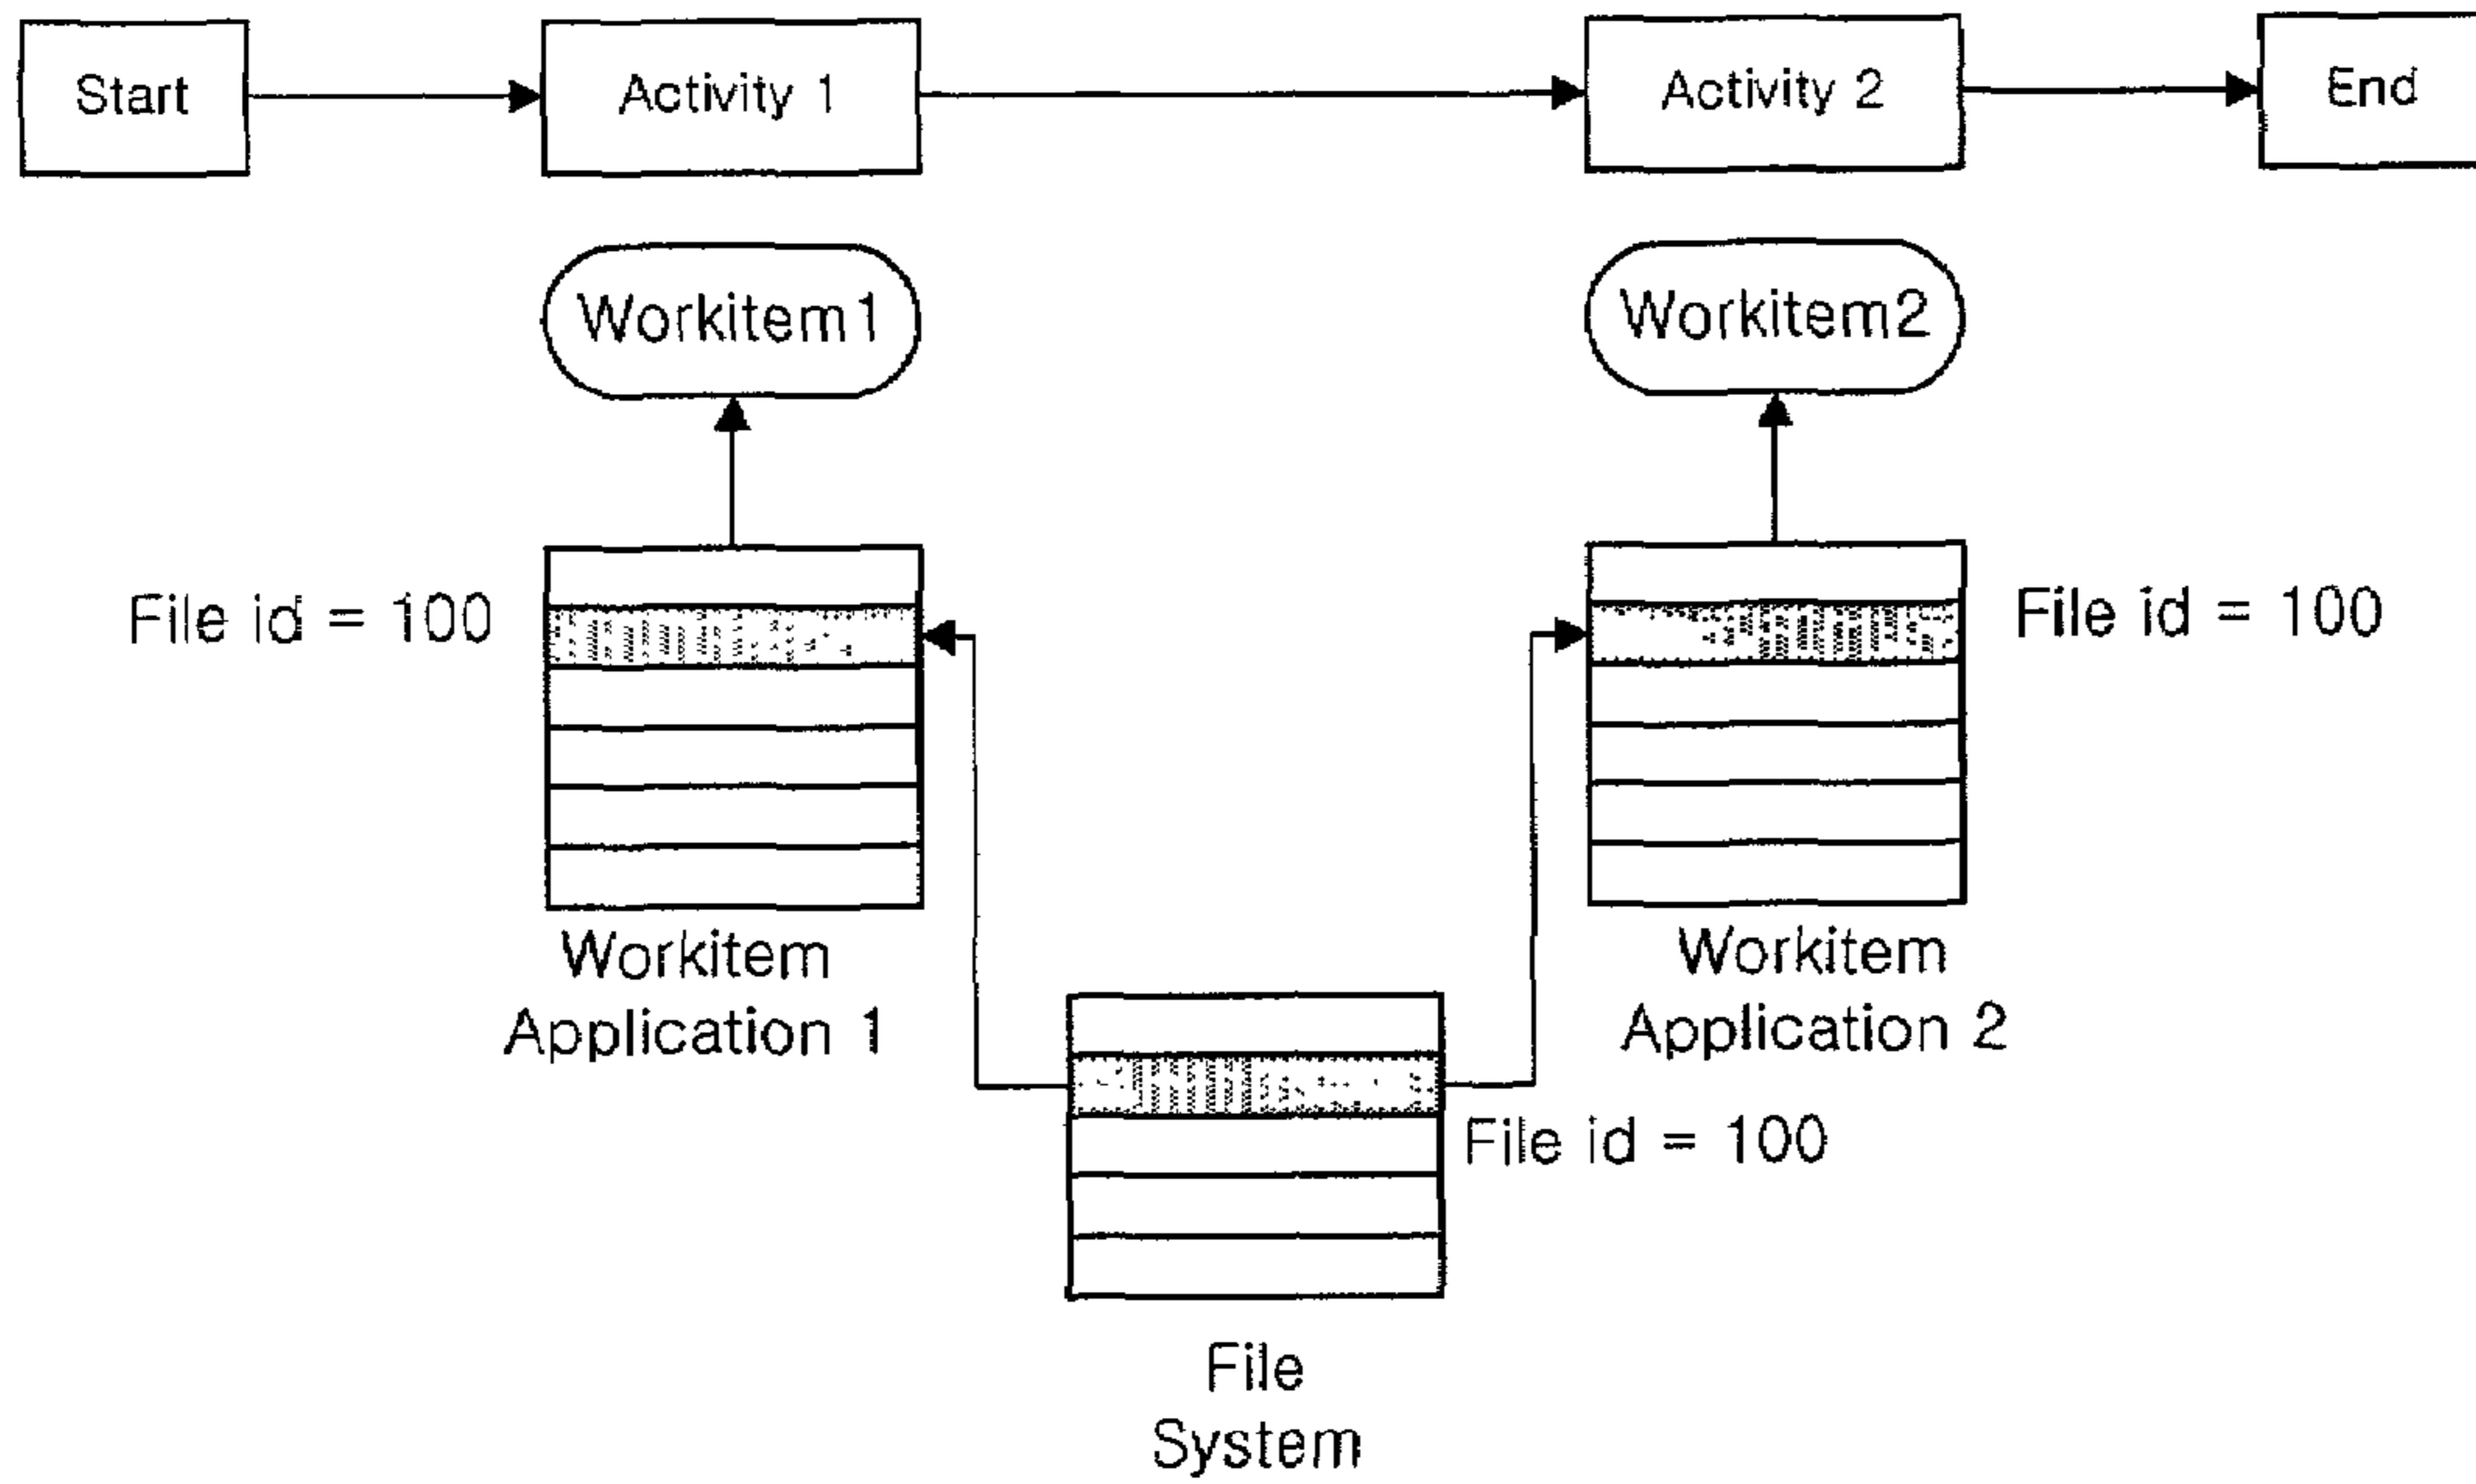 Start
Activity 1
Activity 2
End
Workitem1
Workitem2
File id = 100
File id = 100
Workitem
Application 1
Workitem
Application 2
File id = 100
File
System